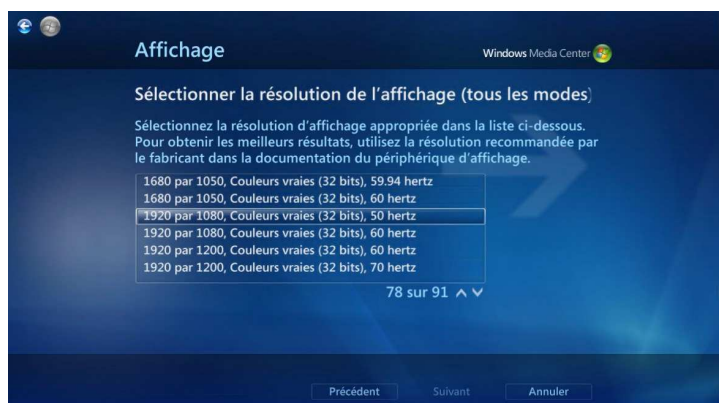 Affichage
Windows Media Center
Sélectionner la résolution de l'affichage (tous les modes)
Sélectionnez la résolution d'affichage appropriée dans la liste ci-dessous.
Pour obtenir les meilleurs résultats, utilisez la résolution recommandée par
le fabricant dans la documentation du périphérique d'affichage.
1680 par 1050, Couleurs vraies (32 bits), 59.94 hertz
1680 par 1050, Couleurs vraies (32 bits), 60 hertz
1920 par 1080, Couleurs vraies (32 bits), 50 hertz
1920 par 1080, Couleurs vraies (32 bits), 60 hertz
1920 par 1200, Couleurs vraies (32 bits), 60 hertz
1920 par 1200, Couleurs vraies (32 bits), 70 hertz
78 sur 91
Précédent
Suivant
Annuler